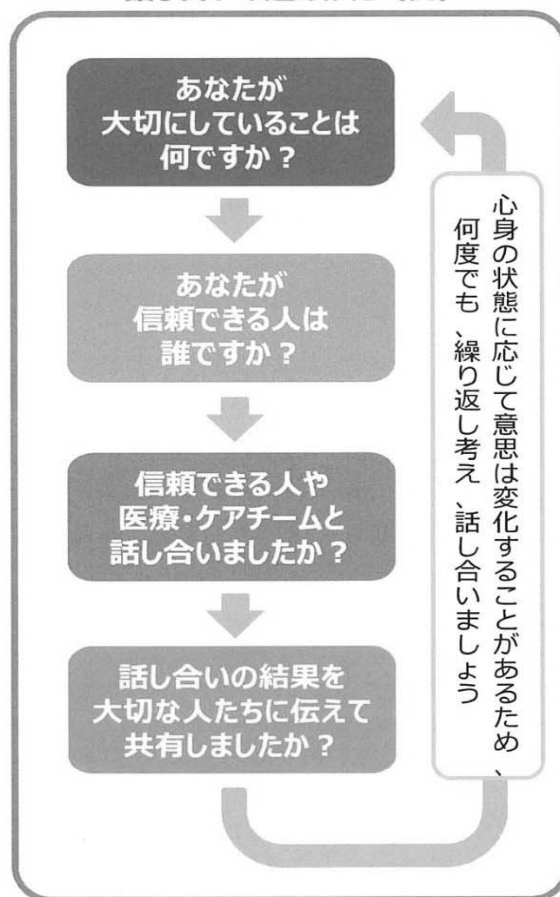 あなたが
大切にしていることは
何ですか？
あなたが
信頼できる人は
誰ですか？
信頼できる人や
医療・ケアチームと
話し合いましたか？
話し合いの結果を
大切な人たちに伝えて
共有しましたか？
心身の状態に応じて意思は変化することがあるため、
何度でも、繰り返し考え、話し合いましょう